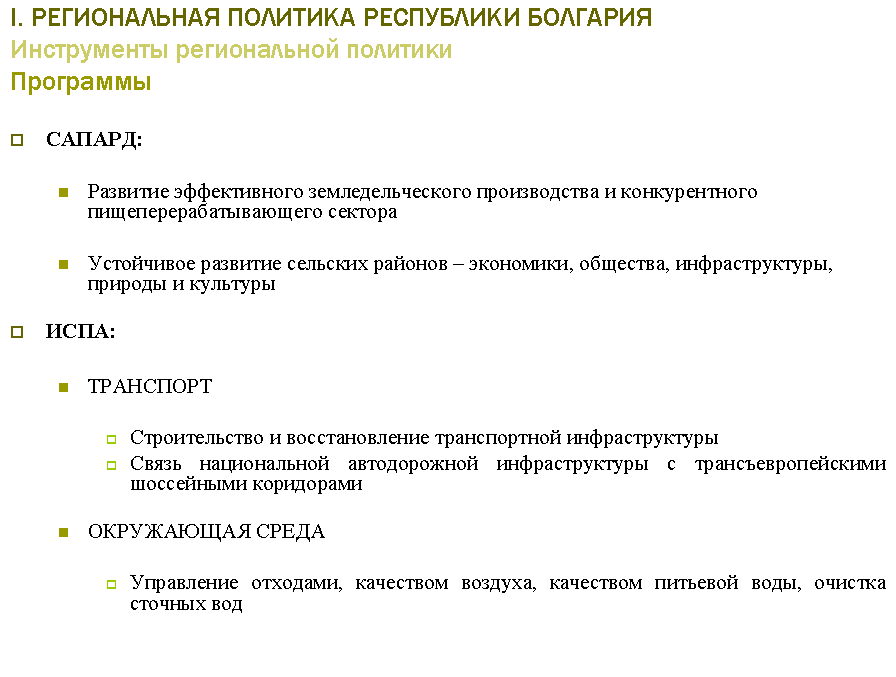 I. РЕГИОНАЛЬНАЯ ПОЛИТИКА РЕСПУБЛИКИ БОЛГАРИЯ
Инструменты региональной политики
Программы
САПАРД:
Развитие эффективного земледельческого производства и конкурентного
пищеперерабатывающего сектора
Устойчивое развитие сельских районов – экономики, общества, инфраструктуры,
природы и культуры
ИСПА:
ТРАНСПОРТ
Строительство и восстановление транспортной инфраструктуры
Связь национальной автодорожной инфраструктуры с трансъевропейскими
шоссейными коридорами
ОКРУЖАЮЩАЯ СРЕДА
Управление отходами, качеством воздуха, качеством питьевой воды, очистка
сточных вод